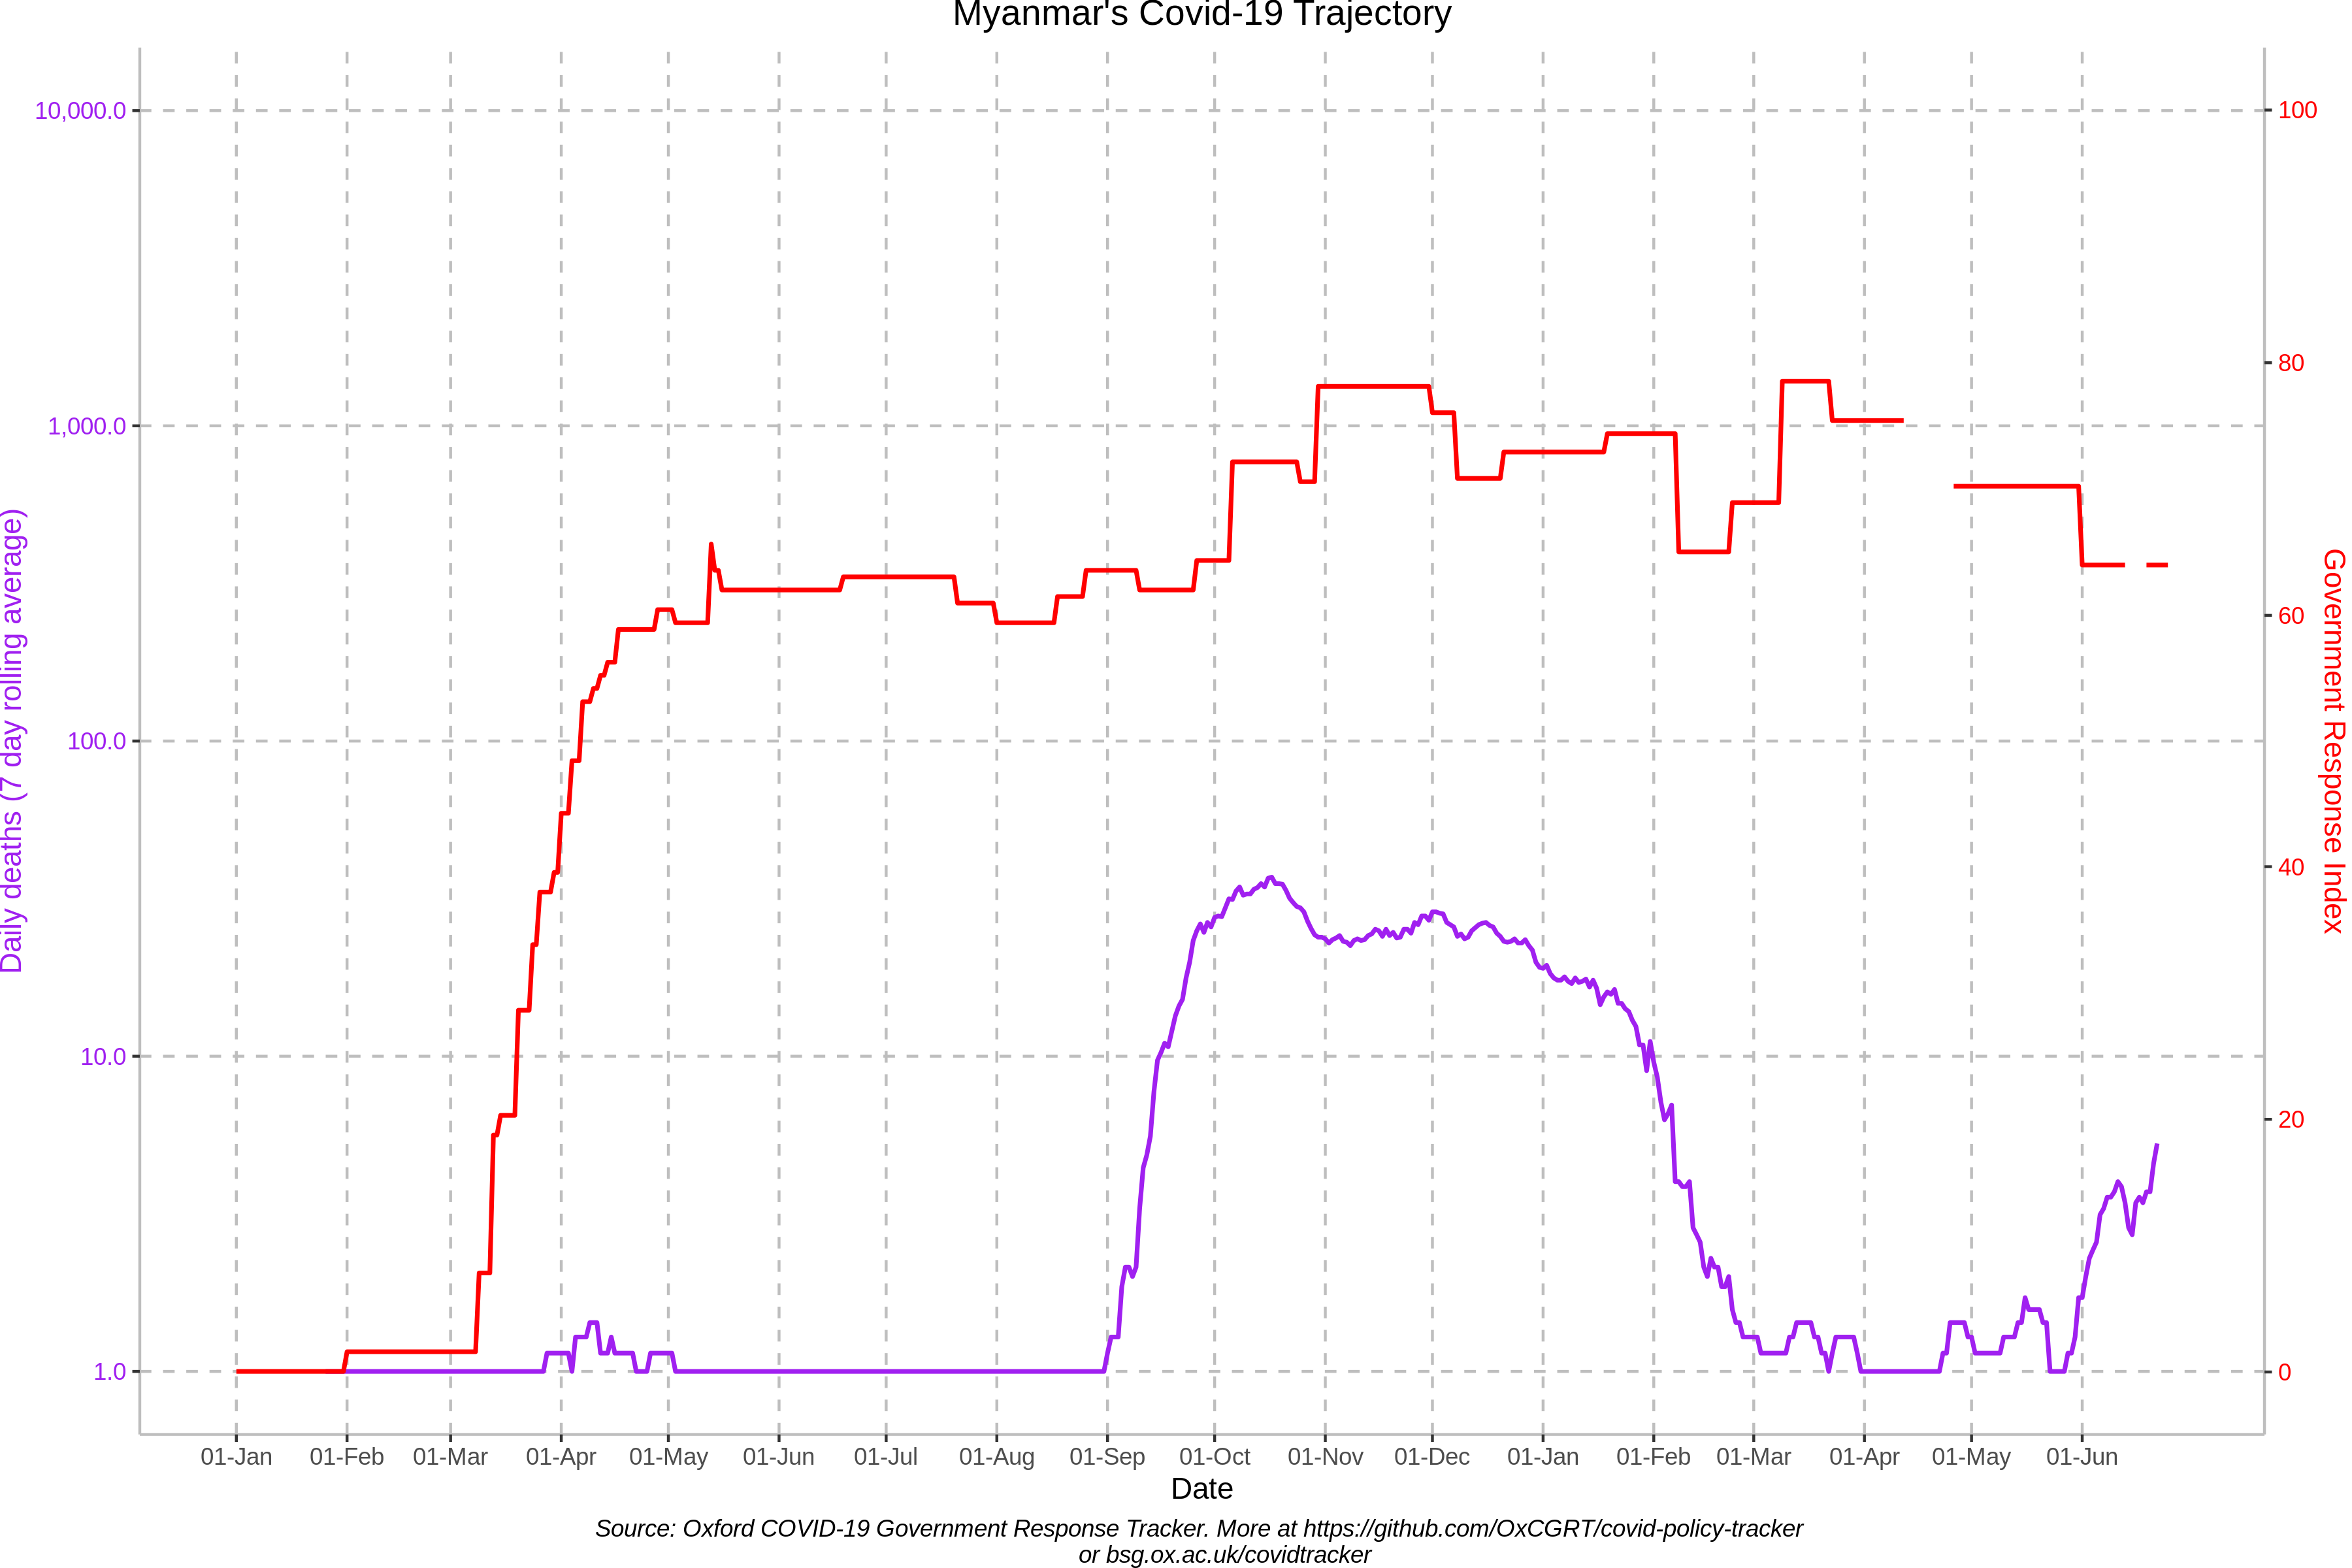 Myanmar's Covid-19 Trajectory
10,000.0
1,000.0
100.0
10.0
1.0
Daily deaths (7 day rolling average)
100
80
60
40
20
0
Government Response Index
01-Jan 01-Feb 01-Mar 01-Apr 01-May 01-Jun 01-Jul 01-Aug 01-Sep 01-Oct 01-Nov 01-Dec 01-Jan 01-Feb 01-Mar 01-Apr 01-May 01-Jun
Date
Source: Oxford COVID-19 Government Response Tracker. More at https://github.com/OxCGRT/covid-policy-tracker
or bsg.ox.ac.uk/covidtracker